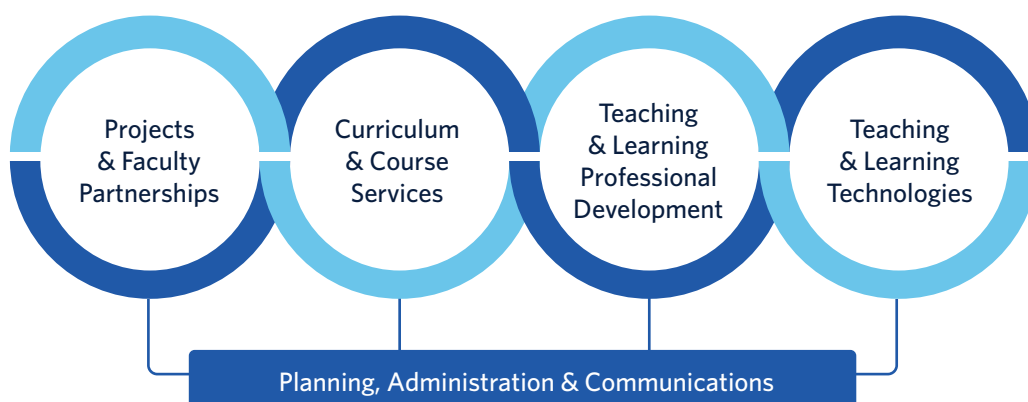 Projects
& Faculty
Partnerships
Curriculum
& Course
Services
Teaching
& Learning
Professional
Development
Teaching
& Learning
Technologies
Planning, Administration & Communications